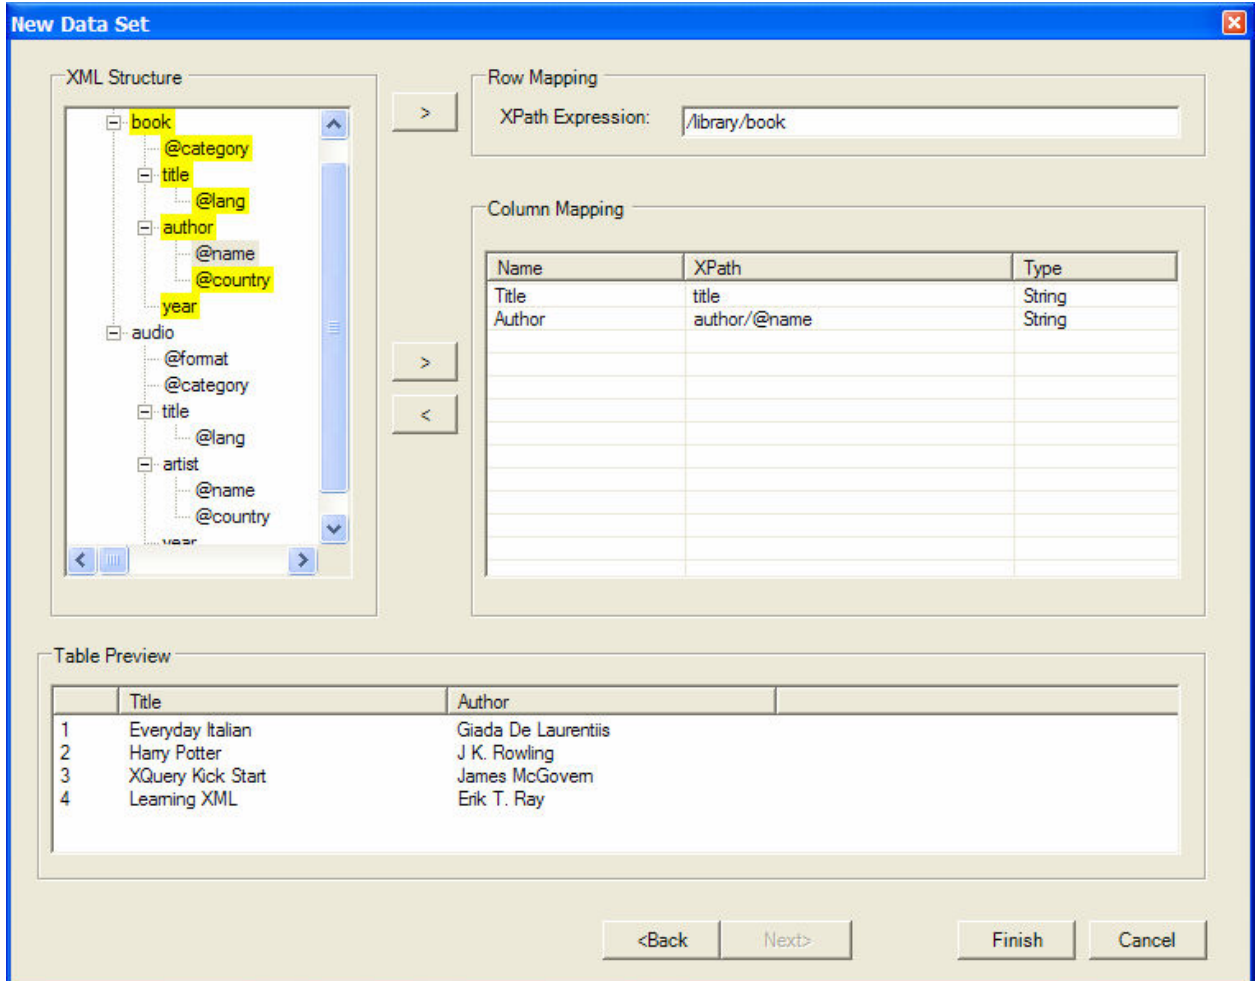 New Data Set
XML Structure
book
@category
title
@lang
author
@name
@country
year
audio
@format
@category
title
@lang
artist
@name
@country
year
>
>
<
Row Mapping
XPath Expression: /library/book
Column Mapping
Name XPath Type
Title title String
Author author/@name String
Table Preview
Title Author
1 Everyday Italian Giada De Laurentiis
2 Harry Potter J K. Rowling
3 XQuery Kick Start James McGovern
4 Learning XML Erik T. Ray
<Back Next> Finish Cancel